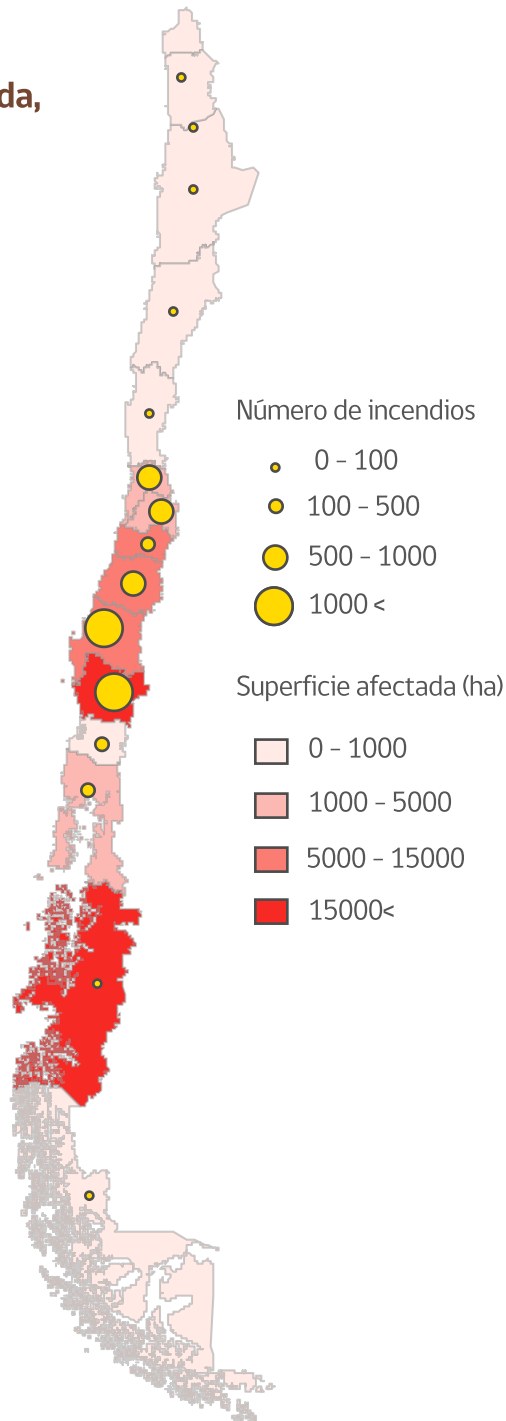 da,
Número de incendios
0 - 100
100 - 500
500 - 1000
1000 <
Superficie afectada (ha)
0 - 1000
1000 - 5000
5000 - 15000
15000<